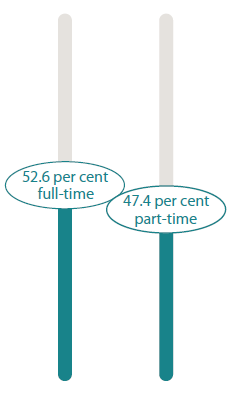 52.6 per cent
full-time
47.4 per cent
part-time